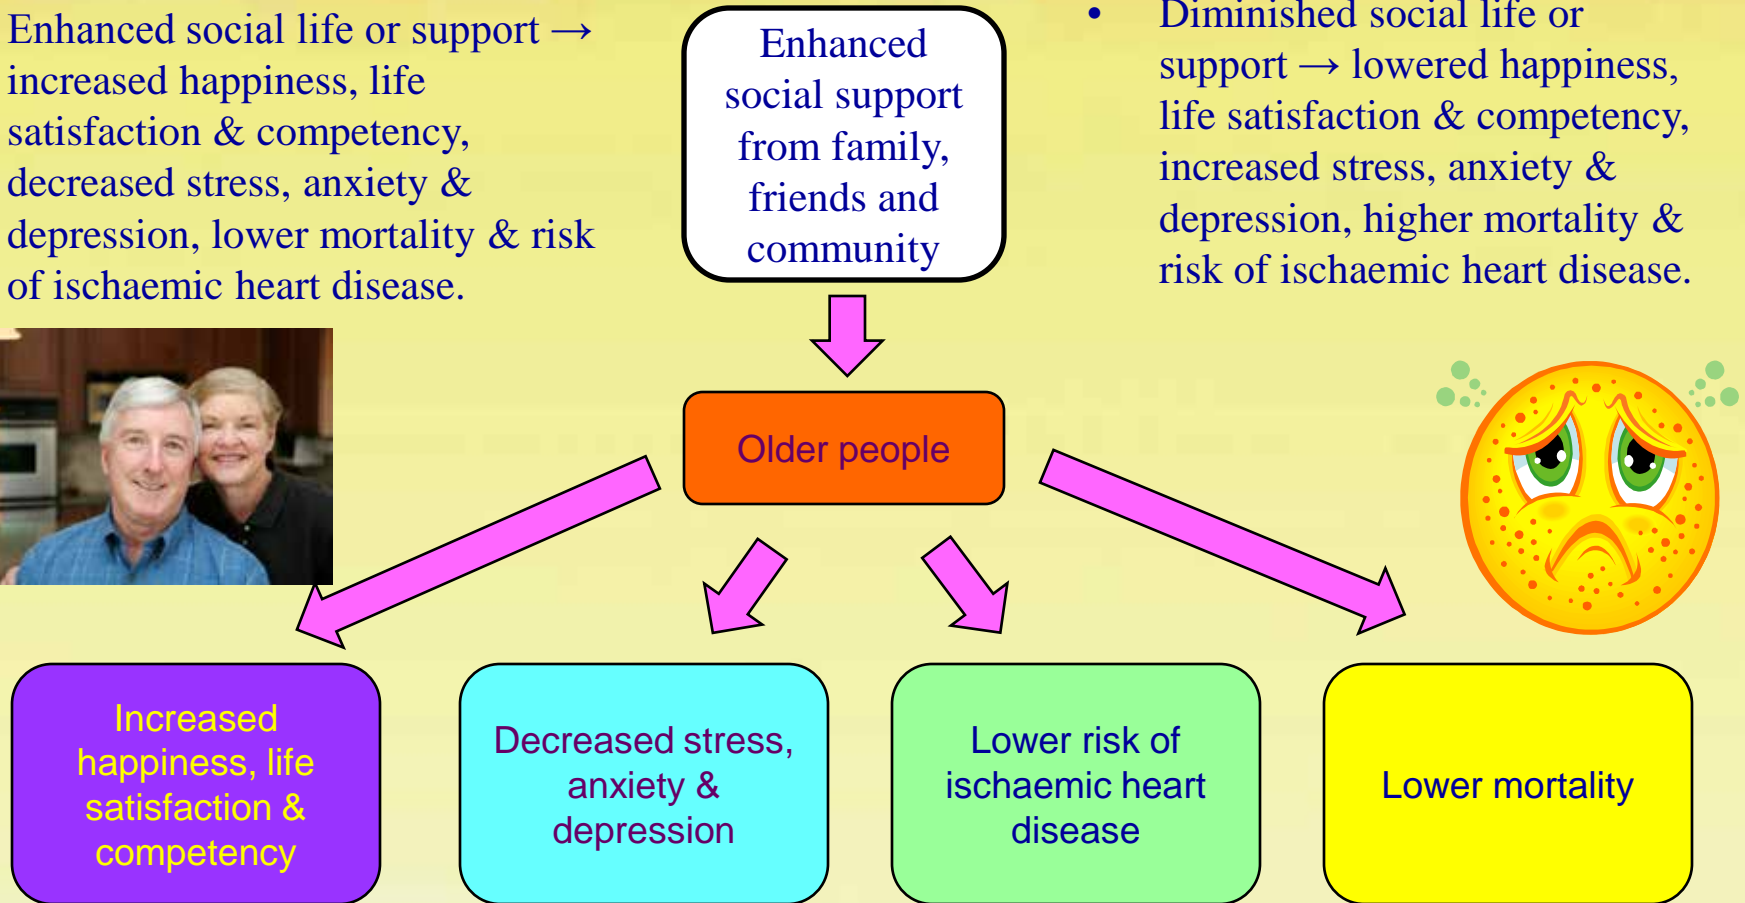 Enhanced social life or support →
increased happiness, life
satisfaction & competency,
decreased stress, anxiety &
depression, lower mortality & risk
of ischaemic heart disease.
Enhanced
social support
from family,
friends and
community
• Diminished social life or
support → lowered happiness,
life satisfaction & competency,
increased stress, anxiety &
depression, higher mortality &
risk of ischaemic heart disease.
Older people
Increased
happiness, life
satisfaction &
competency
Decreased stress,
anxiety &
depression
Lower risk of
ischaemic heart
disease
Lower mortality